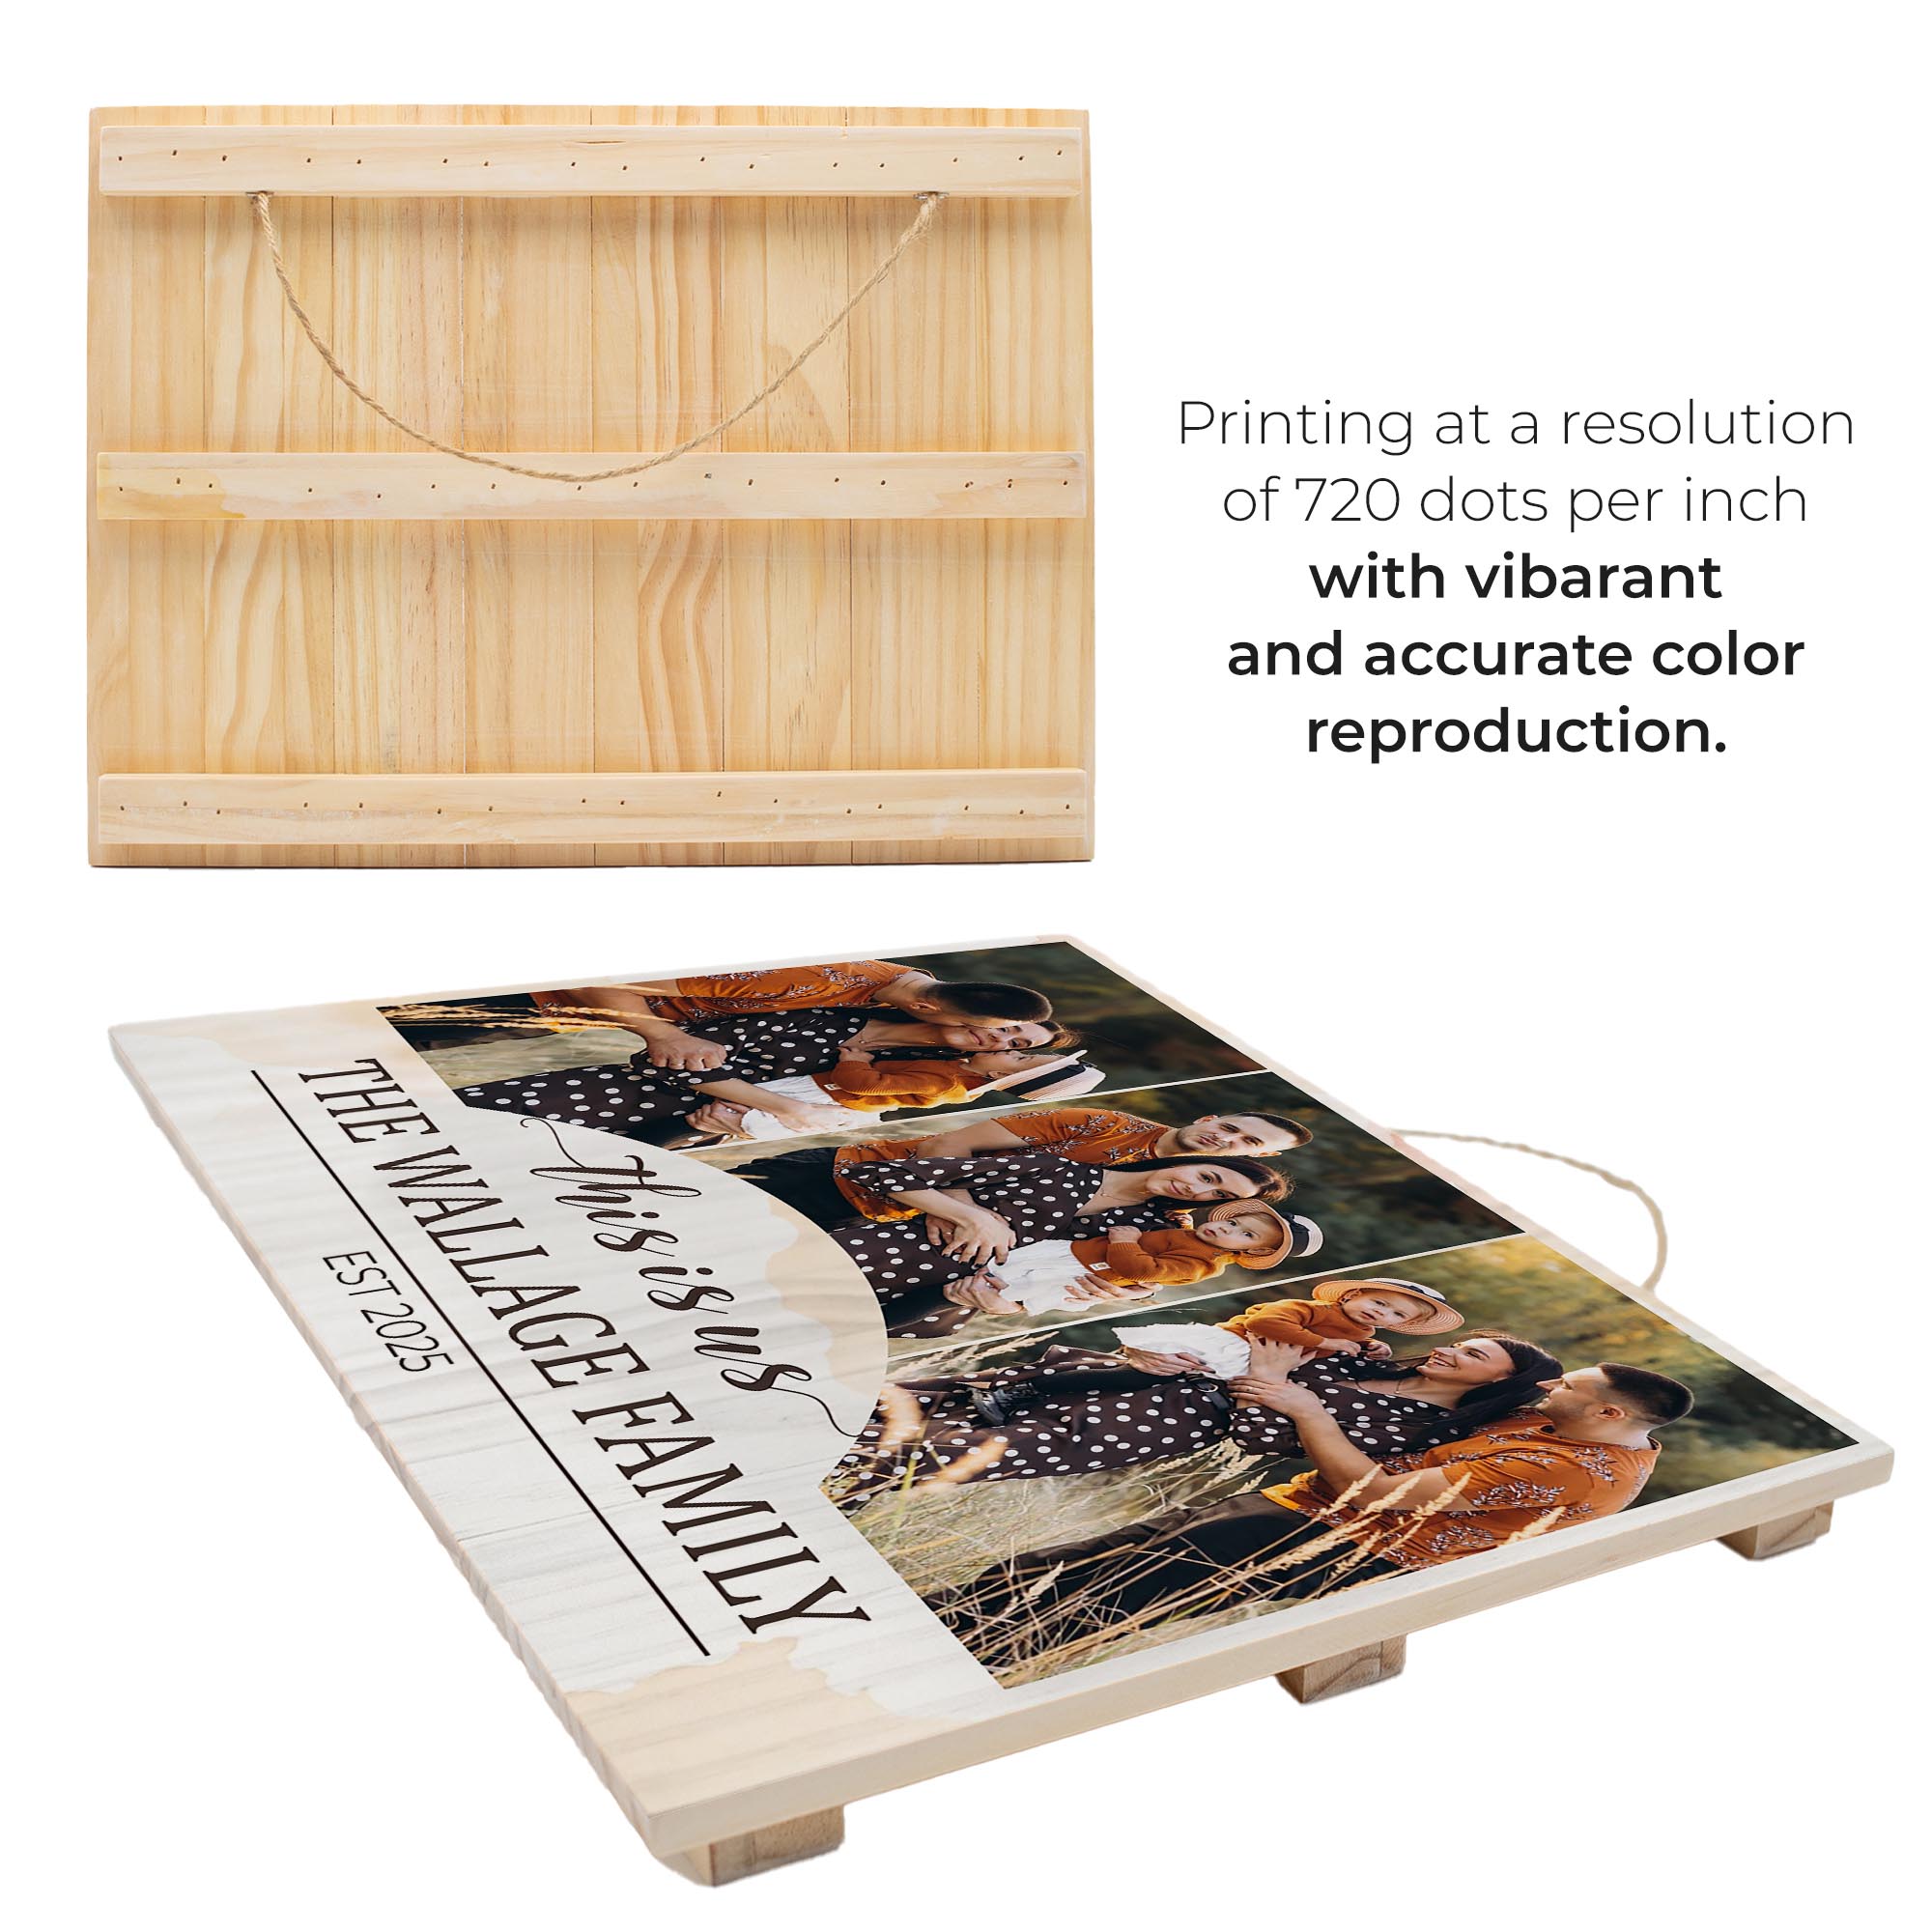 Printing at a resolution
of 720 dots per inch
with vibarant
and accurate color
reproduction.
This is us
THE WALLAGE FAMILY
EST 2025